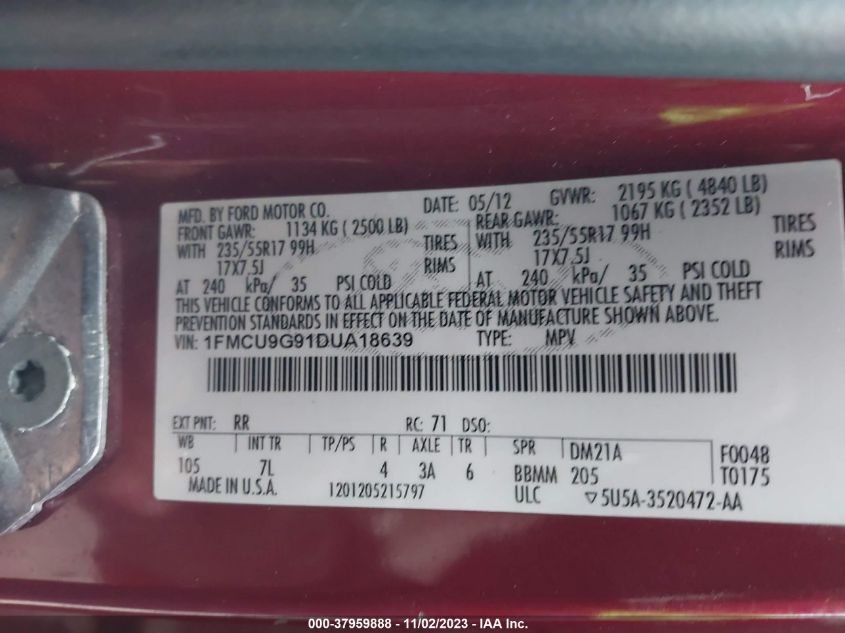 MFD. BY FORD MOTOR CO. DATE: 05/12 GVWR: 2195 KG ( 4840 LB)
FRONT GAWR: 1134 KG ( 2500 LB) REAR GAWR: 1067 KG ( 2352 LB)
WITH 235/55R17 99H TIRES WITH 235/55R17 99H TIRES
17X7.5J RIMS 17X7.5J RIMS
AT 240 kPa/ 35 PSI COLD AT 240 kPa/ 35 PSI COLD
THIS VEHICLE CONFORMS TO ALL APPLICABLE FEDERAL MOTOR VEHICLE SAFETY AND THEFT
PREVENTION STANDARDS IN EFFECT ON THE DATE OF MANUFACTURE SHOWN ABOVE.
VIN: 1FMCU9G91DUA18639 TYPE: MPV
EXT PNT: RR RC: 71 DSO:
WB INT TR TP/PS R AXLE TR SPR DM21A F0048
105 7L 4 3A 6 BBMM 205 T0175
MADE IN U.S.A. 1201205215797 ULC ▽5U5A-3520472-AA
000-37959888 - 11/02/2023 - IAA Inc.